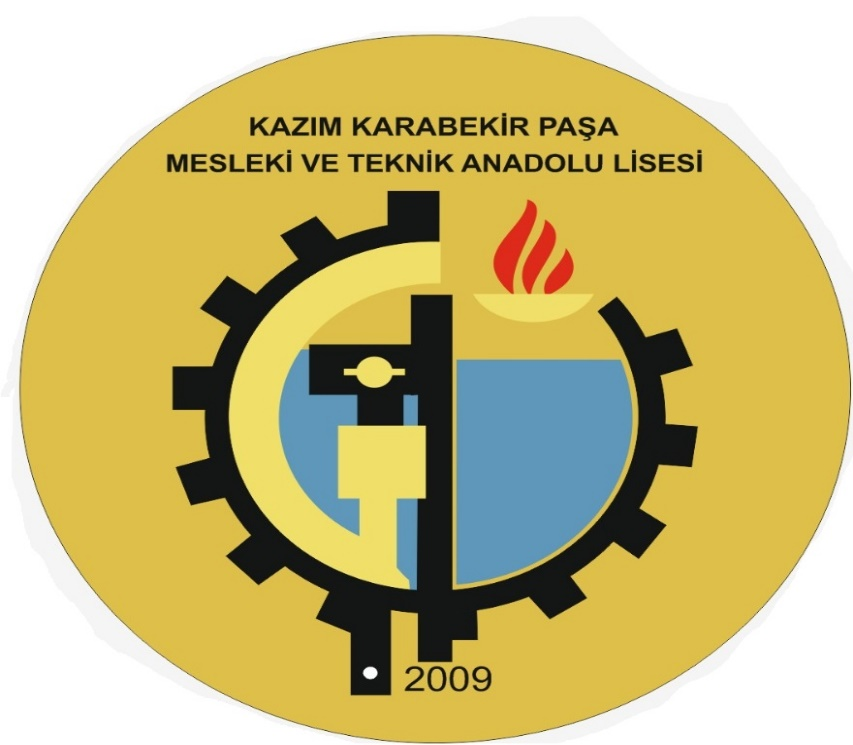 KAZIM KARABEKİR PAŞA
MESLEKİ VE TEKNİK ANADOLU LİSESİ
2009